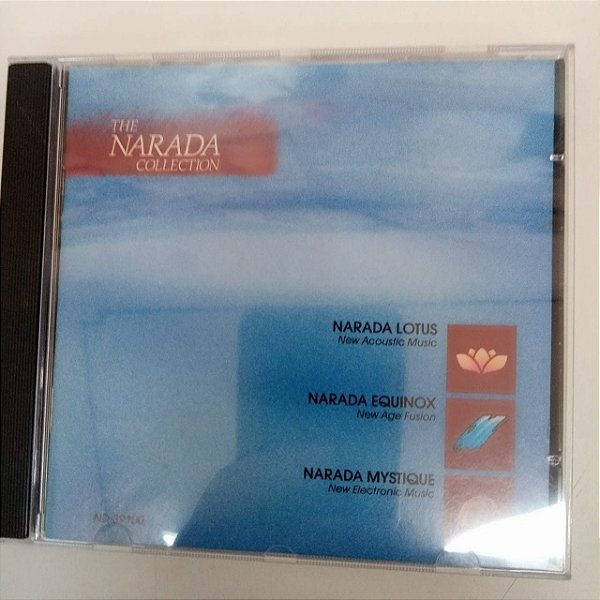 THE
NARADA
COLLECTION
NARADA LOTUS
New Acoustic Music
NARADA EQUINOX
New Age Fusion
NARADA MYSTIQUE
New Electronic Music